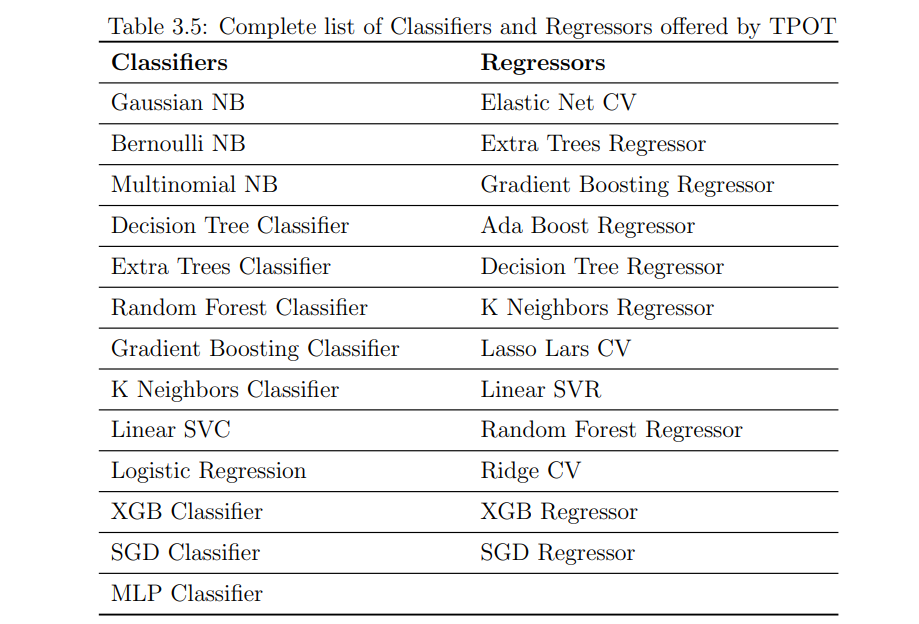 Table 3.5: Complete list of Classifiers and Regressors offered by TPOT
Classifiers Regressors
Gaussian NB Elastic Net CV
Bernoulli NB Extra Trees Regressor
Multinomial NB Gradient Boosting Regressor
Decision Tree Classifier Ada Boost Regressor
Extra Trees Classifier Decision Tree Regressor
Random Forest Classifier K Neighbors Regressor
Gradient Boosting Classifier Lasso Lars CV
K Neighbors Classifier Linear SVR
Linear SVC Random Forest Regressor
Logistic Regression Ridge CV
XGB Classifier XGB Regressor
SGD Classifier SGD Regressor
MLP Classifier